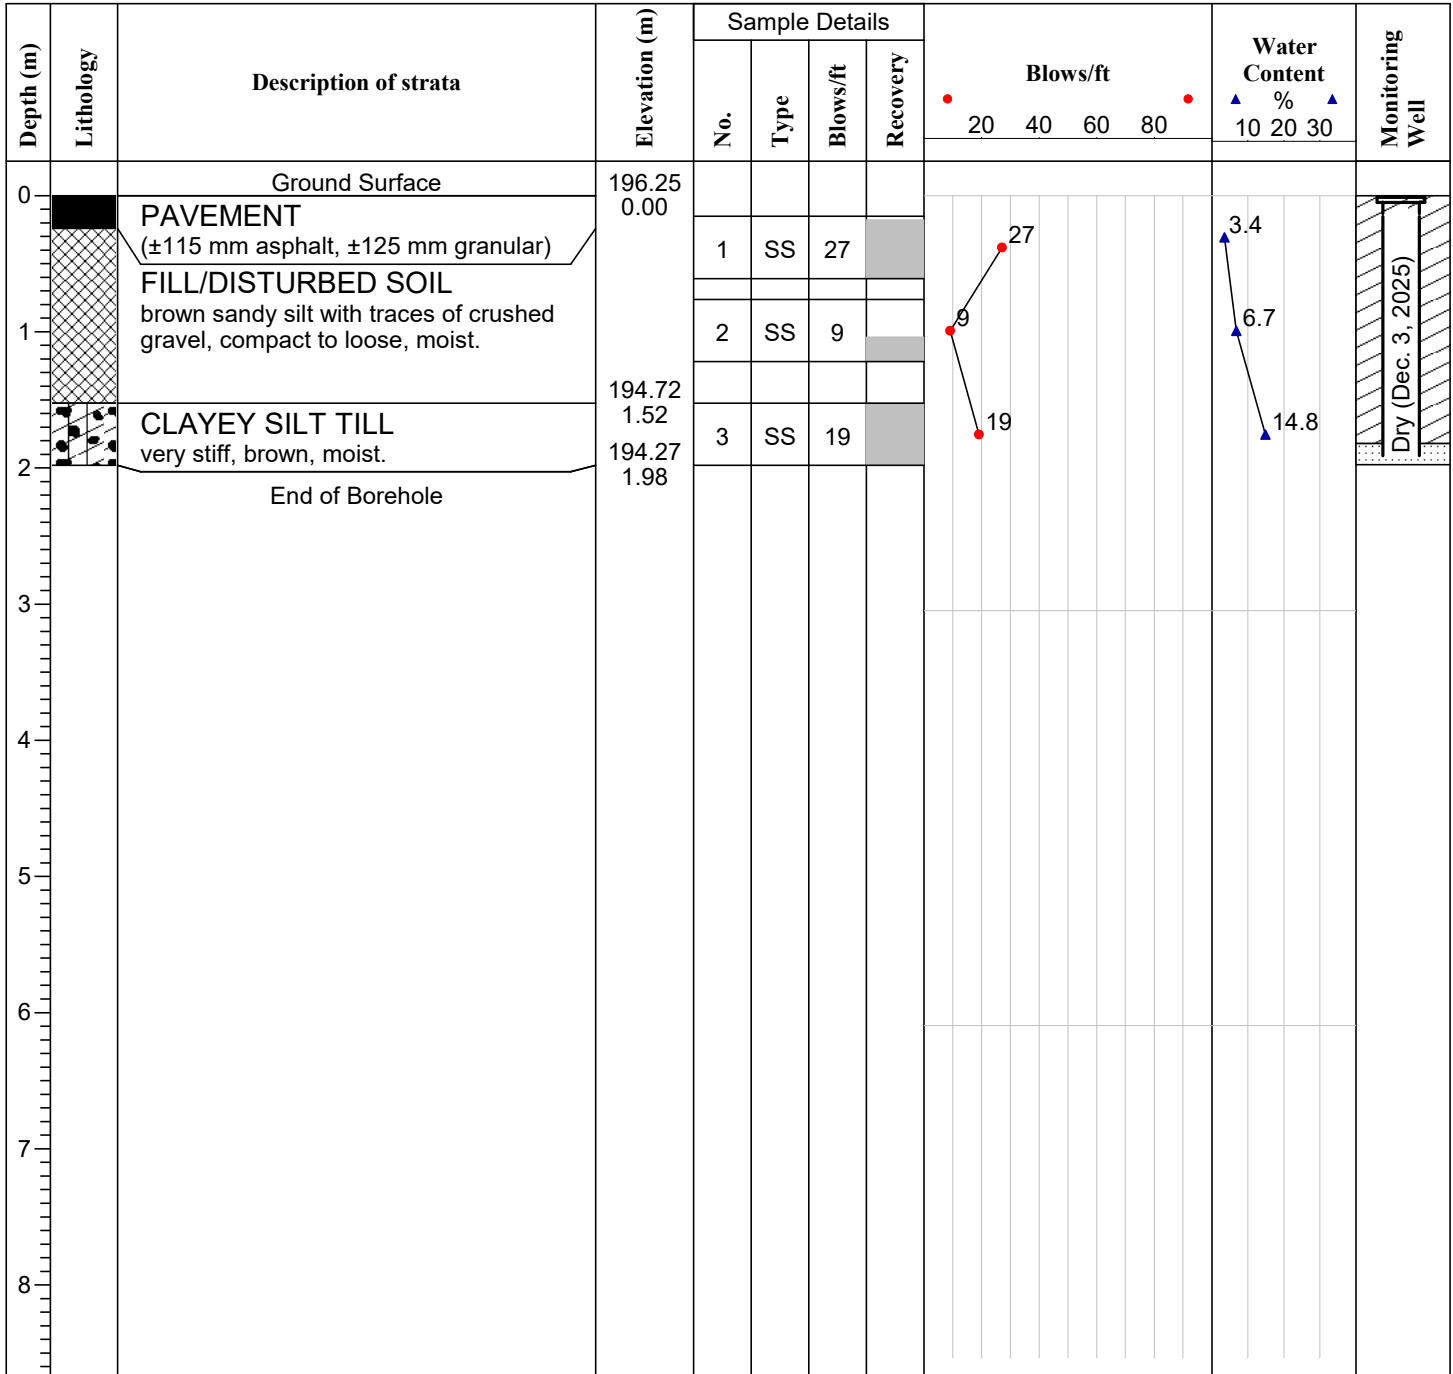 Depth (m)
Lithology
Description of strata
Elevation (m)
Sample Details
No.
Type
Blows/ft
Recovery
Blows/ft
20 40 60 80
Water
Content
%
10 20 30
Monitoring
Well
Ground Surface
196.25
0.00
0
PAVEMENT
(±115 mm asphalt, ±125 mm granular)
1 SS 27
27
3.4
FILL/DISTURBED SOIL
brown sandy silt with traces of crushed
gravel, compact to loose, moist.
1
2 SS 9
9
6.7
Dry (Dec. 3, 2025)
194.72
1.52
CLAYEY SILT TILL
very stiff, brown, moist.
3 SS 19
19
14.8
194.27
1.98
2
End of Borehole
3
4
5
6
7
8